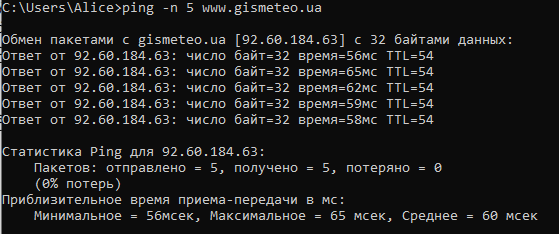 C:\Users\Alice>ping -n 5 www.gismeteo.ua
Обмен пакетами с gismeteo.ua [92.60.184.63] с 32 байтами данных:
Ответ от 92.60.184.63: число байт=32 время=56мс TTL=54
Ответ от 92.60.184.63: число байт=32 время=65мс TTL=54
Ответ от 92.60.184.63: число байт=32 время=62мс TTL=54
Ответ от 92.60.184.63: число байт=32 время=59мс TTL=54
Ответ от 92.60.184.63: число байт=32 время=58мс TTL=54
Статистика Ping для 92.60.184.63:
Пакетов: отправлено = 5, получено = 5, потеряно = 0
(0% потерь)
Приблизительное время приема-передачи в мс:
Минимальное = 56мсек, Максимальное = 65 мсек, Среднее = 60 мсек